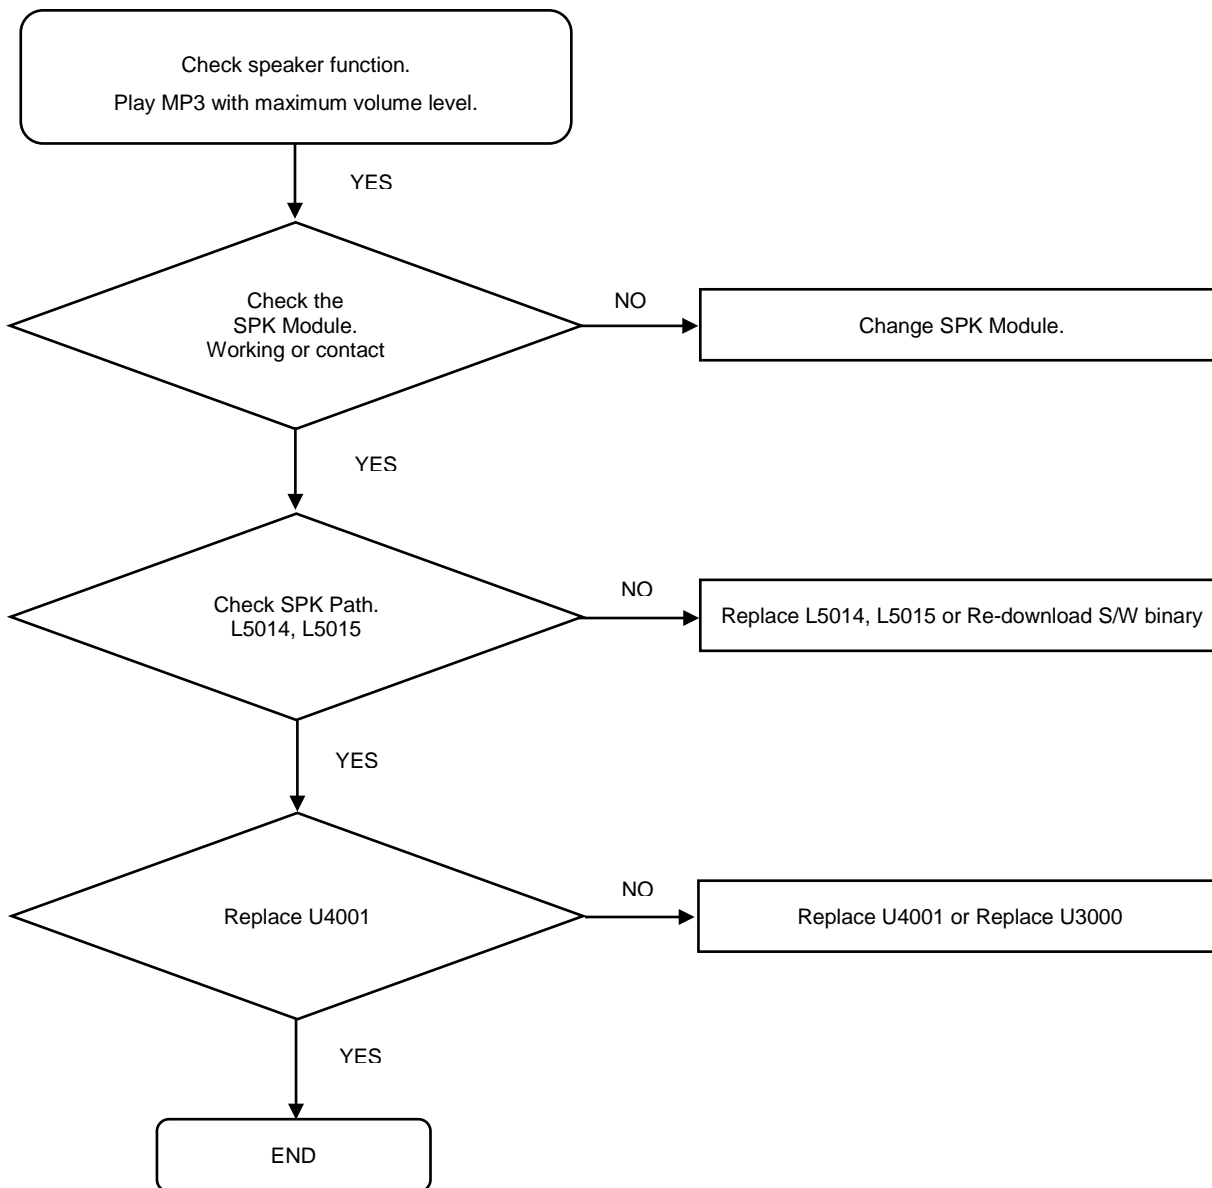 Check speaker function.
Play MP3 with maximum volume level.
YES
Check the
SPK Module.
Working or contact
NO
Change SPK Module.
YES
Check SPK Path.
L5014, L5015
NO
Replace L5014, L5015 or Re-download S/W binary
YES
Replace U4001
NO
Replace U4001 or Replace U3000
YES
END